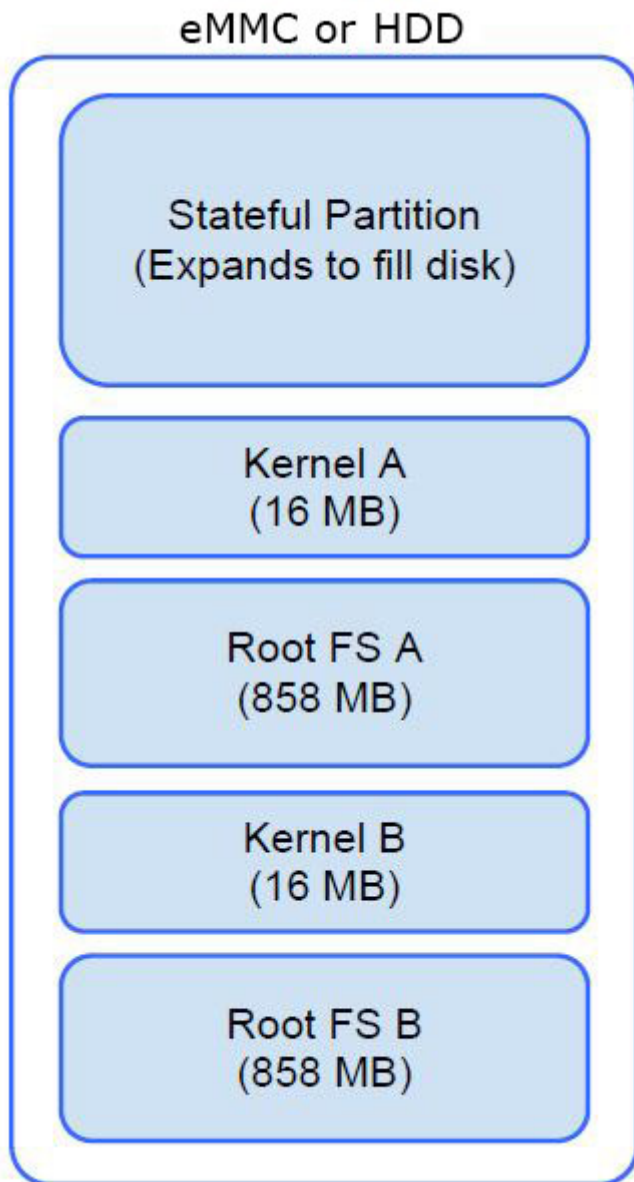 eMMC or HDD
Stateful Partition
(Expands to fill disk)
Kernel A
(16 MB)
Root FS A
(858 MB)
Kernel B
(16 MB)
Root FS B
(858 MB)